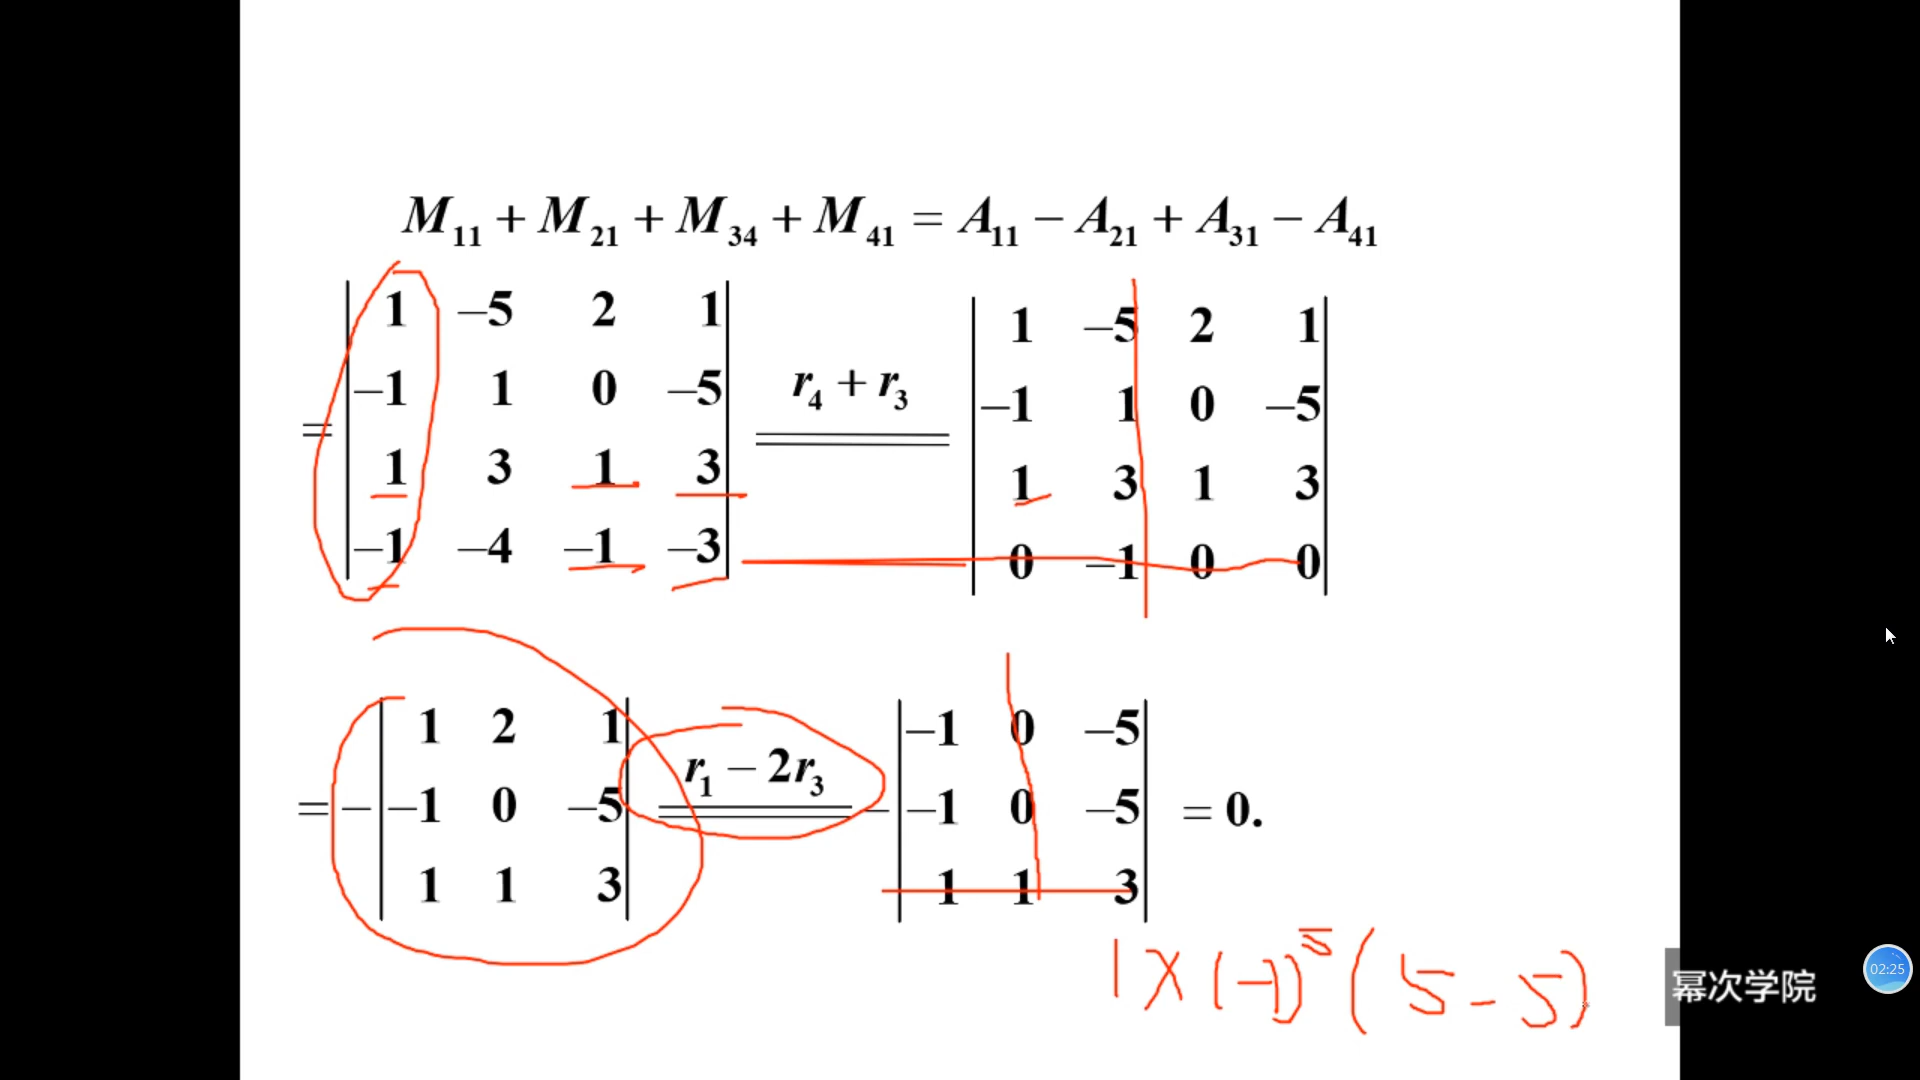 M₁₁ + M₂₁ + M₃₄ + M₄₁ = A₁₁ − A₂₁ + A₃₁ − A₄₁
= | 1 −5 2 1 | r₄ + r₃ | 1 −5 2 1 |
| −1 1 0 −5 | | −1 1 0 −5 |
| 1 3 1 3 | | 1 3 1 3 |
| −1 −4 −1 −3 | | 0 −1 0 0 |
= − | 1 2 1 | r₁ − 2r₃ − | −1 0 −5 | = 0.
| −1 0 −5 | | −1 0 −5 |
| 1 1 3 | | 1 1 3 |
1 × (−1)⁵ (5 − 5)
幂次学院
02:25